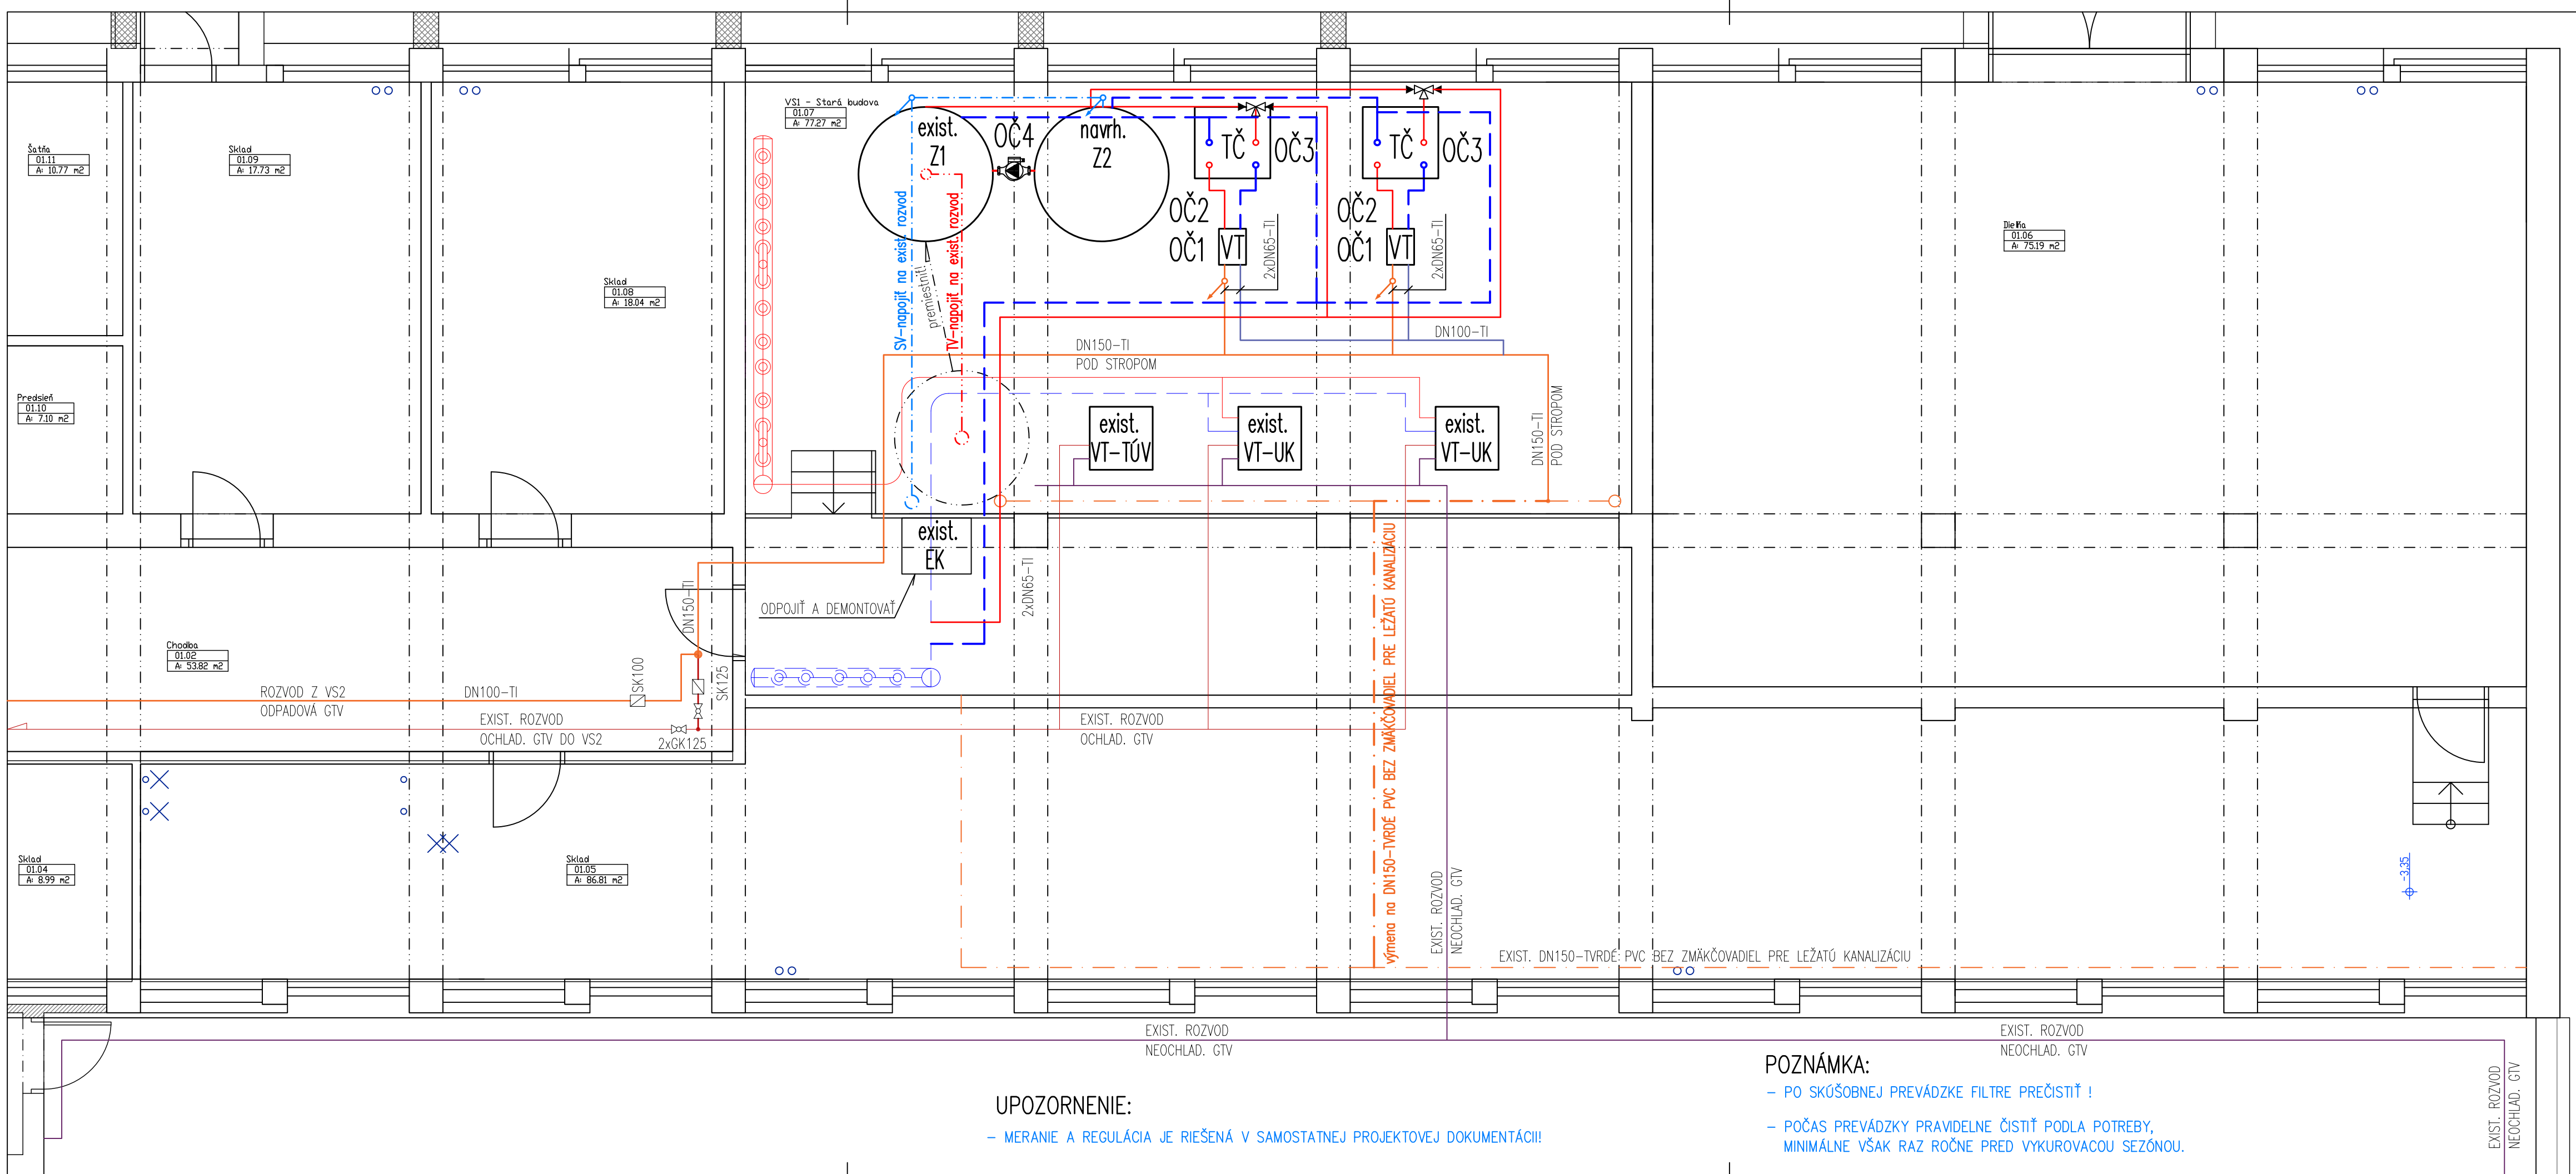 Šatňa
01.11
A: 10.77 m2
Sklad
01.09
A: 17.73 m2
Sklad
01.08
A: 18.04 m2
Predsieň
01.10
A: 7.10 m2
VS1 - Stará budova
01.07
A: 77.27 m2
exist.
Z1
OČ4
navrh.
Z2
TČ
OČ3
TČ
OČ3
OČ2
OČ1
VT
2xDN65-TI
OČ2
OČ1
VT
2xDN65-TI
SV-napojiť na exist. rozvod
premiestniť!
TV-napojiť na exist. rozvod
Dielňa
01.06
A: 75.19 m2
DN150-TI
POD STROPOM
DN100-TI
DN150-TI
POD STROPOM
exist.
VT-TÚV
exist.
VT-UK
exist.
VT-UK
exist.
EK
ODPOJIŤ A DEMONTOVAŤ
2xDN65-TI
DN150-TI
výmena na DN150-TVRDÉ PVC BEZ ZMÄKČOVADIEL PRE LEŽATÚ KANALIZÁCIU
Chodba
01.02
A: 53.82 m2
ROZVOD Z VS2
ODPADOVÁ GTV
DN100-TI
SK100
SK125
EXIST. ROZVOD
OCHLAD. GTV DO VS2
2xGK125
EXIST. ROZVOD
OCHLAD. GTV
Sklad
01.04
A: 8.99 m2
Sklad
01.05
A: 86.81 m2
EXIST. ROZVOD
NEOCHLAD. GTV
-3,35
EXIST. DN150-TVRDÉ PVC BEZ ZMÄKČOVADIEL PRE LEŽATÚ KANALIZÁCIU
EXIST. ROZVOD
NEOCHLAD. GTV
EXIST. ROZVOD
NEOCHLAD. GTV
EXIST. ROZVOD
NEOCHLAD. GTV
UPOZORNENIE:
- MERANIE A REGULÁCIA JE RIEŠENÁ V SAMOSTATNEJ PROJEKTOVEJ DOKUMENTÁCII!
POZNÁMKA:
- PO SKÚŠOBNEJ PREVÁDZKE FILTRE PREČISTIŤ !
- POČAS PREVÁDZKY PRAVIDELNE ČISTIŤ PODLA POTREBY,
MINIMÁLNE VŠAK RAZ ROČNE PRED VYKUROVACOU SEZÓNOU.